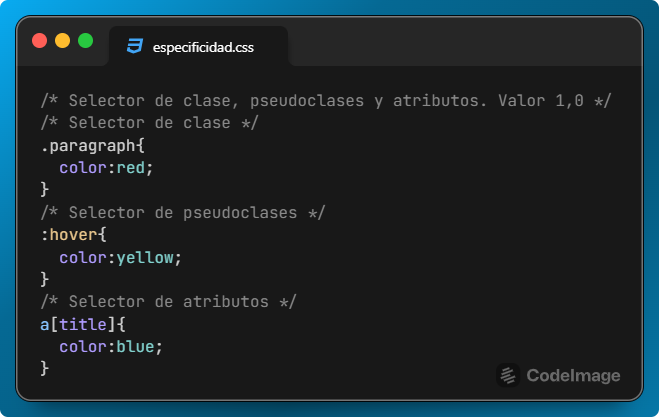 especificidad.css
/* Selector de clase, pseudoclases y atributos. Valor 1,0 */
/* Selector de clase */
.paragraph{
  color:red;
}
/* Selector de pseudoclases */
:hover{
  color:yellow;
}
/* Selector de atributos */
a[title]{
  color:blue;
}
CodeImage